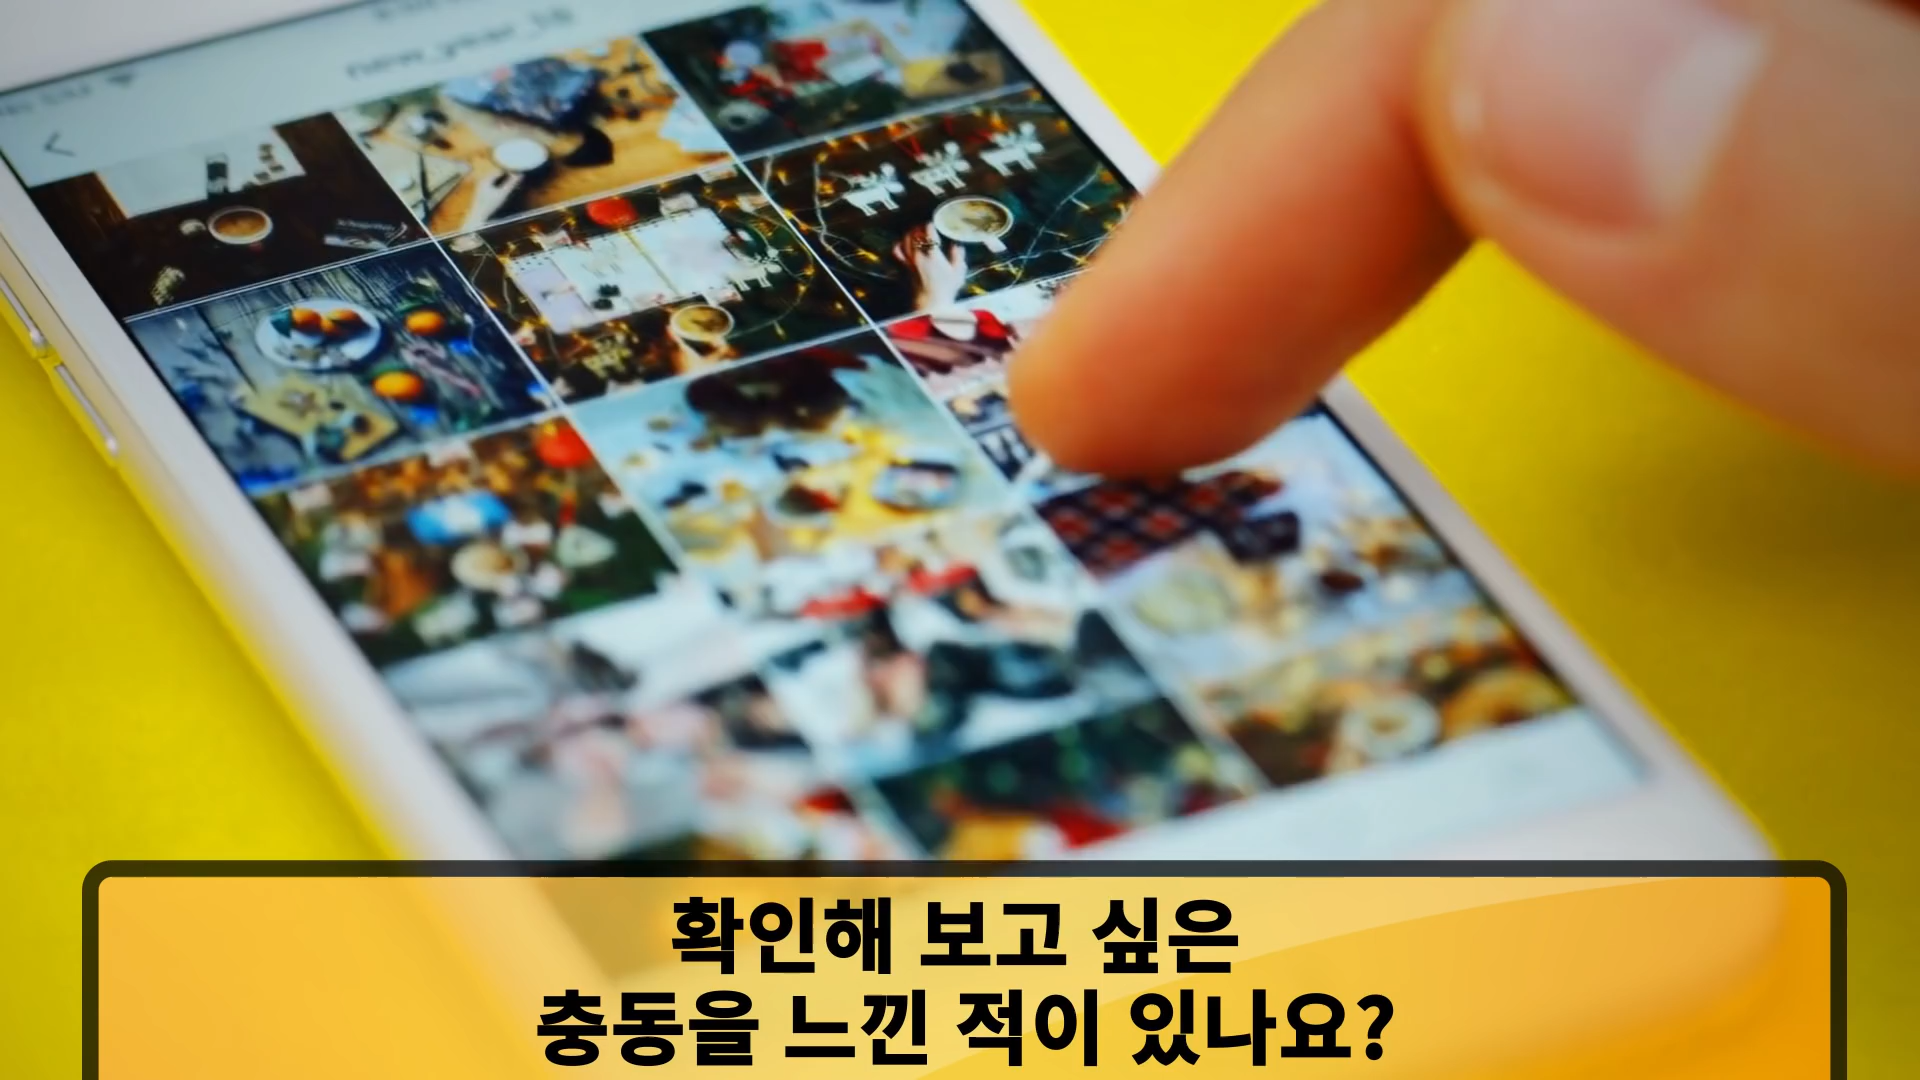 확인해 보고 싶은
충동을 느낀 적이 있나요?